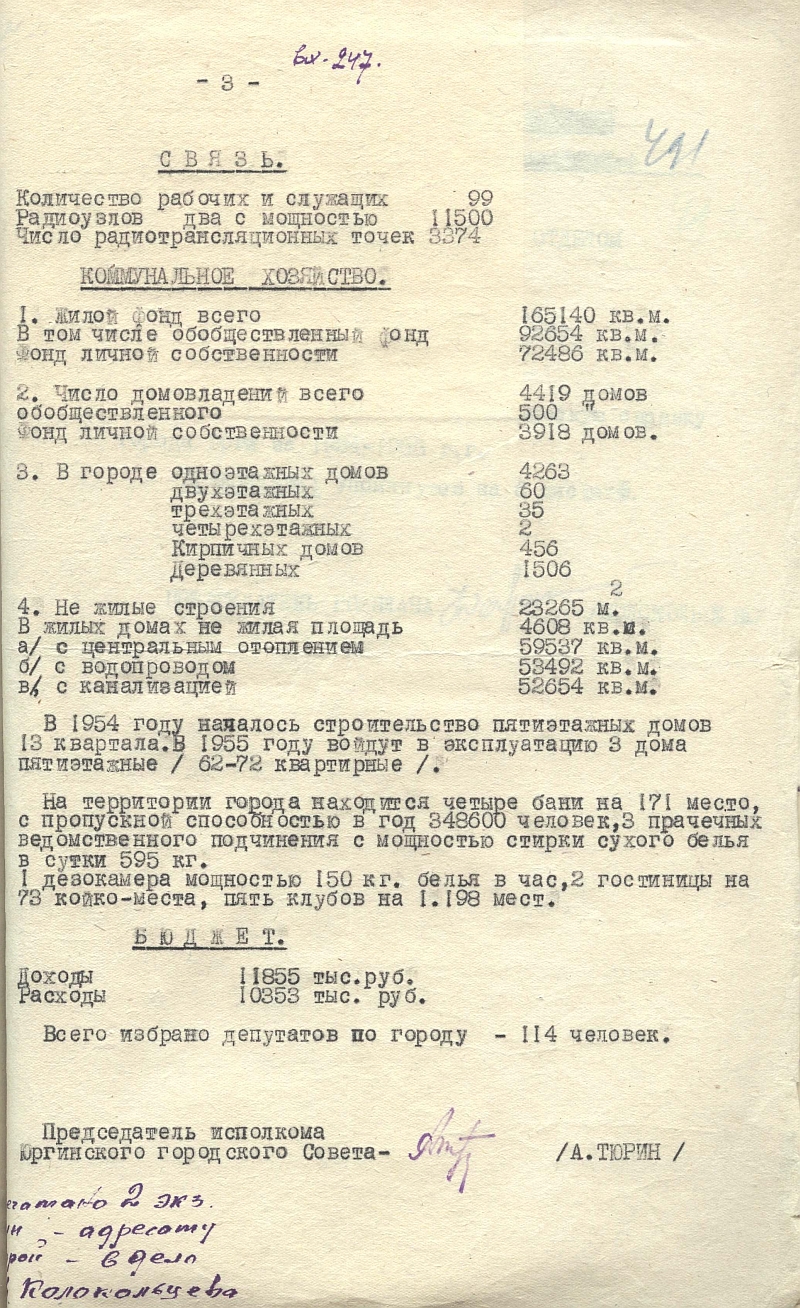 вх. 247.
- 3 -
491
С В Я З Ь.
Количество рабочих и служащих 99
Радиоузлов два с мощностью 11500
Число радиотрансляционных точек 3374
КОММУНАЛЬНОЕ ХОЗЯЙСТВО.
1. Жилой фонд всего 165140 кв.м.
В том числе обобществленный фонд 92654 кв.м.
Фонд личной собственности 72486 кв.м.
2. Число домовладений всего 4419 домов
обобществленного 500 "
Фонд личной собственности 3918 домов.
3. В городе одноэтажных домов 4263
двухэтажных 60
трехэтажных 35
четырехэтажных 2
Кирпичных домов 456
Деревянных 1506
4. Не жилые строения 23265 м.2
В жилых домах не жилая площадь 4608 кв.м.
а/ с центральным отоплением 59537 кв.м.
б/ с водопроводом 53492 кв.м.
в/ с канализацией 52654 кв.м.
В 1954 году началось строительство пятиэтажных домов
13 квартала.В 1955 году войдут в эксплуатацию 3 дома
пятиэтажные / 62-72 квартирные /.
На территории города находится четыре бани на 171 место,
с пропускной способностью в год 348600 человек,3 прачечных
ведомственного подчинения с мощностью стирки сухого белья
в сутки 595 кг.
1 дезокамера мощностью 150 кг. белья в час,2 гостиницы на
73 койко-места, пять клубов на 1.198 мест.
Б Ю Д Ж Е Т.
Доходы 11855 тыс.руб.
Расходы 10353 тыс. руб.
Всего избрано депутатов по городу - 114 человек.
Председатель исполкома
Юргинского городского Совета- /А.ТЮРИН /
2 экз.
- адресату
- в дело
Колокольцева